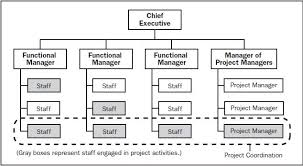 Chief
Executive
Functional
Manager
Functional
Manager
Functional
Manager
Manager of
Project Managers
Staff
Staff
Staff
Project Manager
Staff
Staff
Staff
Project Manager
Staff
Staff
Staff
Project Manager
(Gray boxes represent staff engaged in project activities.)
Project Coordination